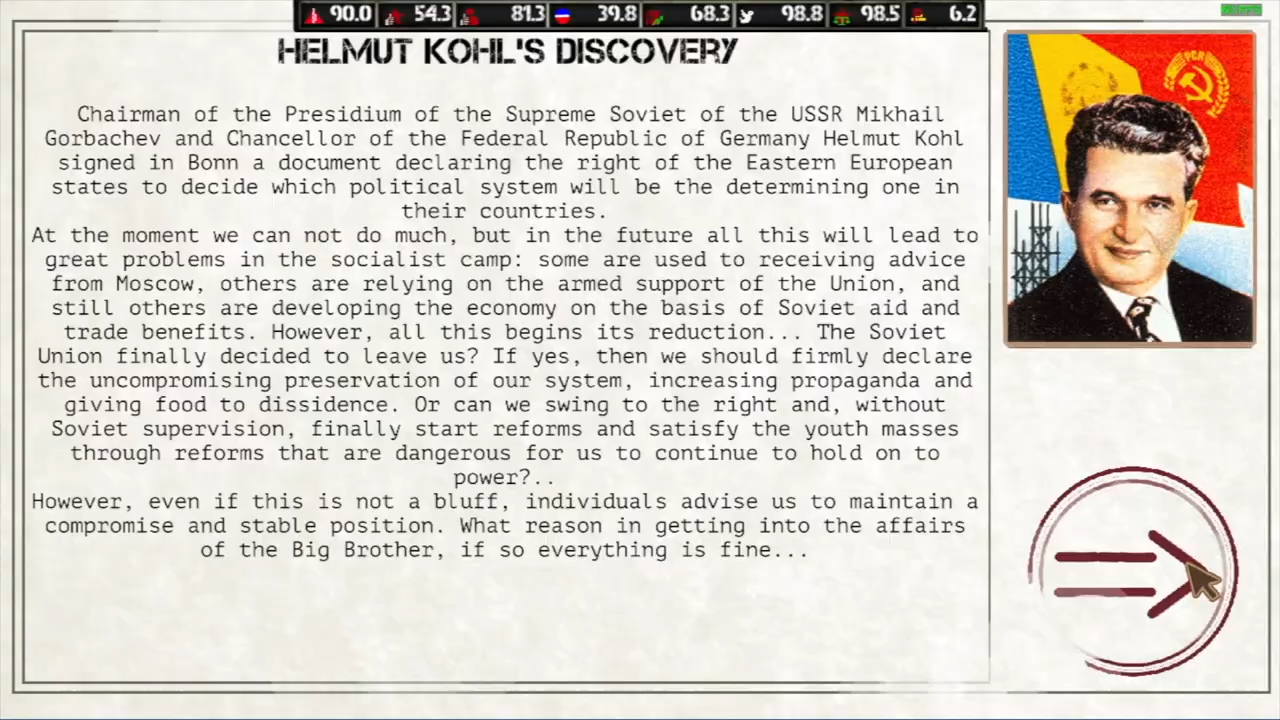 90.0 54.3 81.3 39.8 68.3 98.8 98.5 6.2
HELMUT KOHL'S DISCOVERY
Chairman of the Presidium of the Supreme Soviet of the USSR Mikhail
Gorbachev and Chancellor of the Federal Republic of Germany Helmut Kohl
signed in Bonn a document declaring the right of the Eastern European
states to decide which political system will be the determining one in
their countries.
At the moment we can not do much, but in the future all this will lead to
great problems in the socialist camp: some are used to receiving advice
from Moscow, others are relying on the armed support of the Union, and
still others are developing the economy on the basis of Soviet aid and
trade benefits. However, all this begins its reduction... The Soviet
Union finally decided to leave us? If yes, then we should firmly declare
the uncompromising preservation of our system, increasing propaganda and
giving food to dissidence. Or can we swing to the right and, without
Soviet supervision, finally start reforms and satisfy the youth masses
through reforms that are dangerous for us to continue to hold on to
power?..
However, even if this is not a bluff, individuals advise us to maintain a
compromise and stable position. What reason in getting into the affairs
of the Big Brother, if so everything is fine...
PCR